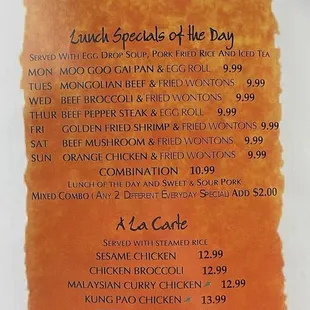 Lunch Specials of the Day
SERVED WITH EGG DROP SOUP, PORK FRIED RICE AND ICED TEA
MON MOO GOO GAI PAN & EGG ROLL 9.99
TUES MONGOLIAN BEEF & FRIED WONTONS 9.99
WED BEEF BROCCOLI & FRIED WONTONS 9.99
THUR BEEF PEPPER STEAK & EGG ROLL 9.99
FRI GOLDEN FRIED SHRIMP & FRIED WONTONS 9.99
SAT BEEF MUSHROOM & FRIED WONTONS 9.99
SUN ORANGE CHICKEN & FRIED WONTONS 9.99
COMBINATION 10.99
LUNCH OF THE DAY AND SWEET & SOUR PORK
MIXED COMBO ( ANY 2 DIFFERENT EVERYDAY SPECIAL) ADD $2.00
A La Carte
SERVED WITH STEAMED RICE
SESAME CHICKEN 12.99
CHICKEN BROCCOLI 12.99
MALAYSIAN CURRY CHICKEN 12.99
KUNG PAO CHICKEN 13.99